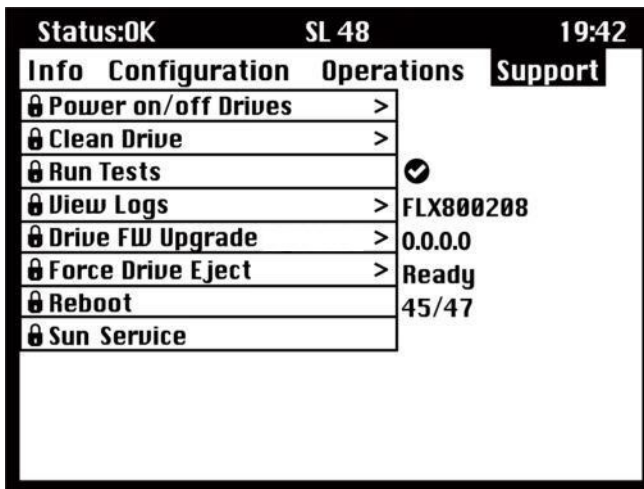 Status:OK SL 48 19:42
Info Configuration Operations Support
Power on/off Drives >
Clean Drive >
Run Tests
View Logs > FLX800208
Drive FW Upgrade > 0.0.0.0
Force Drive Eject > Ready
Reboot 45/47
Sun Service